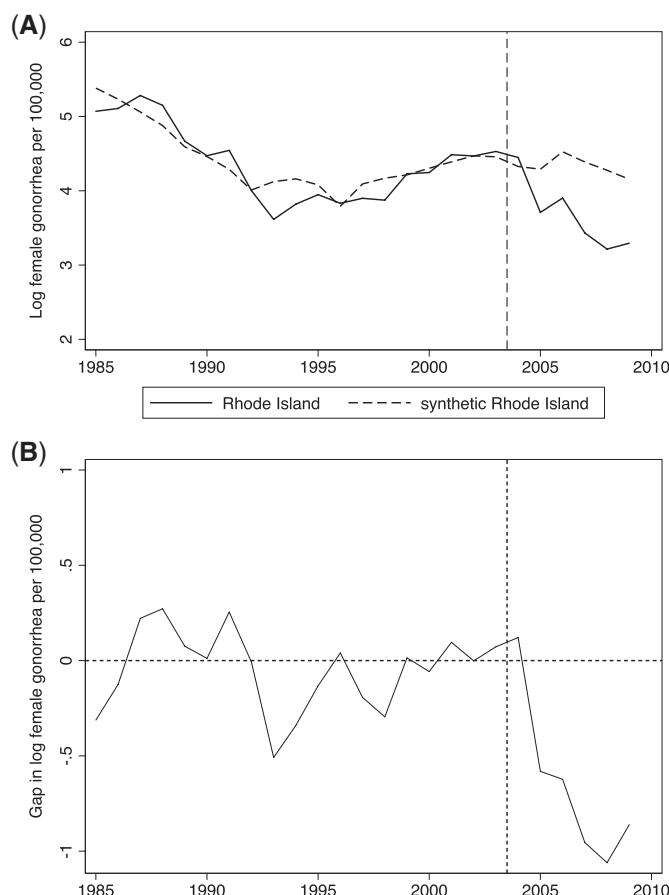 (A)
Log female gonorrhea per 100,000
6
5
4
3
2
1985 1990 1995 2000 2005 2010
Rhode Island synthetic Rhode Island
(B)
Gap in log female gonorrhea per 100,000
1
.5
0
-.5
-1
1985 1990 1995 2000 2005 2010